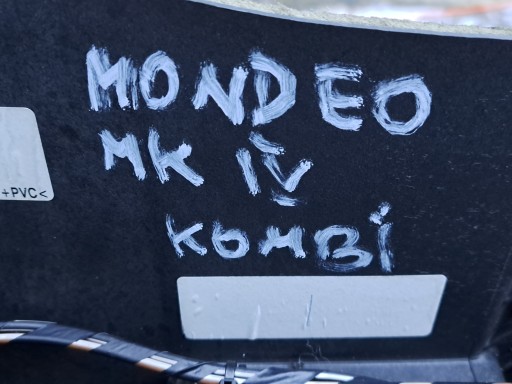 MONDEO
MK IV
KOMBi
+PVC<